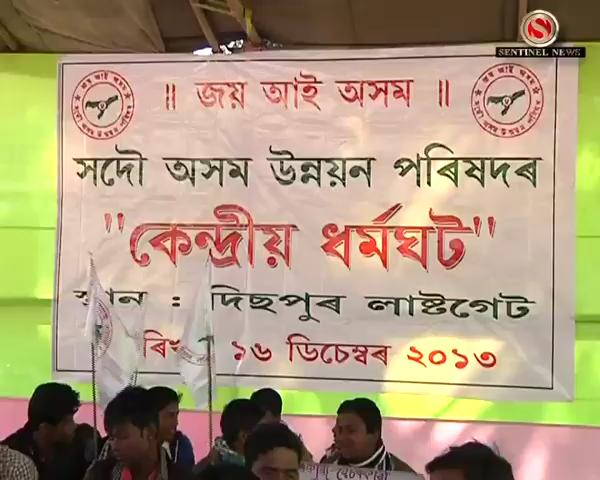 SENTINEL NEWS
॥ জয় আই অসম ॥
সদৌ অসম উন্নয়ন পৰিষদৰ
"কেন্দ্ৰীয় ধৰ্মঘট"
স্থান : দিছপুৰ লাষ্টগেট
১৬ ডিচেম্বৰ ২০১৩